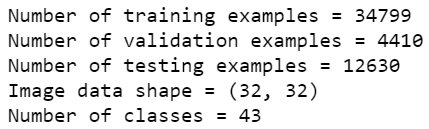 Number of training examples = 34799
Number of validation examples = 4410
Number of testing examples = 12630
Image data shape = (32, 32)
Number of classes = 43